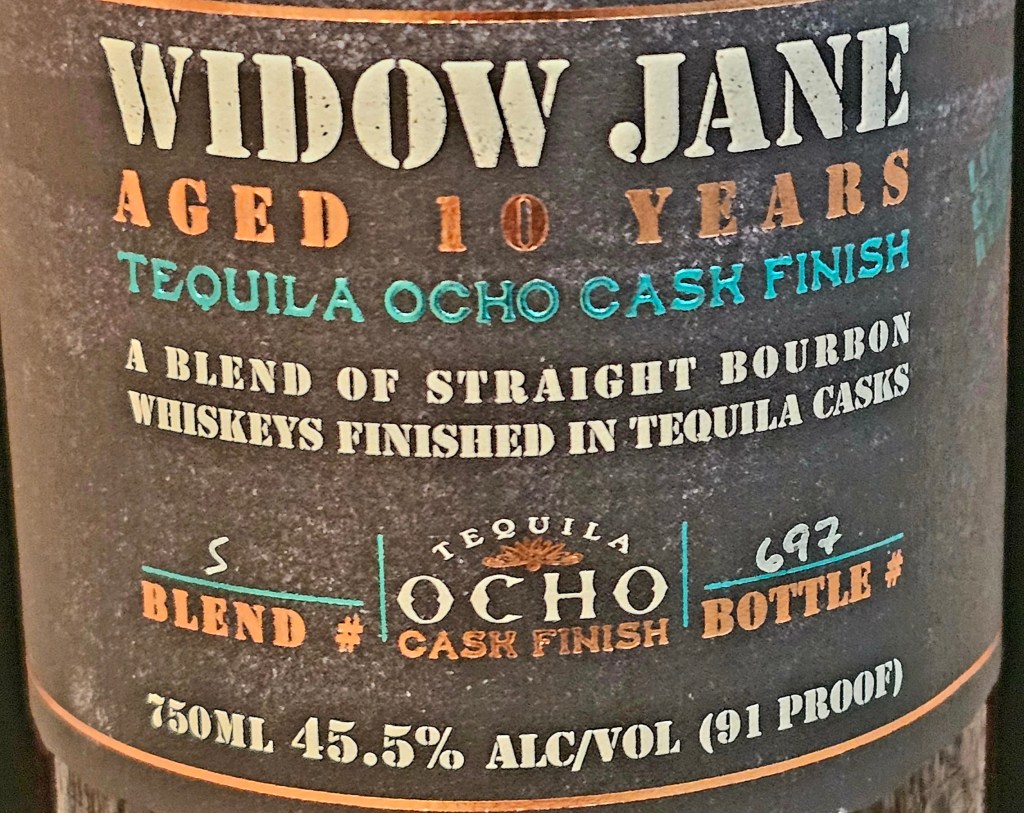 WIDOW JANE
AGED 10 YEARS
TEQUILA OCHO CASK FINISH
A BLEND OF STRAIGHT BOURBON
WHISKEYS FINISHED IN TEQUILA CASKS
5
BLEND #
TEQUILA
OCHO
CASK FINISH
697
BOTTLE #
750ML 45.5% ALC/VOL (91 PROOF)